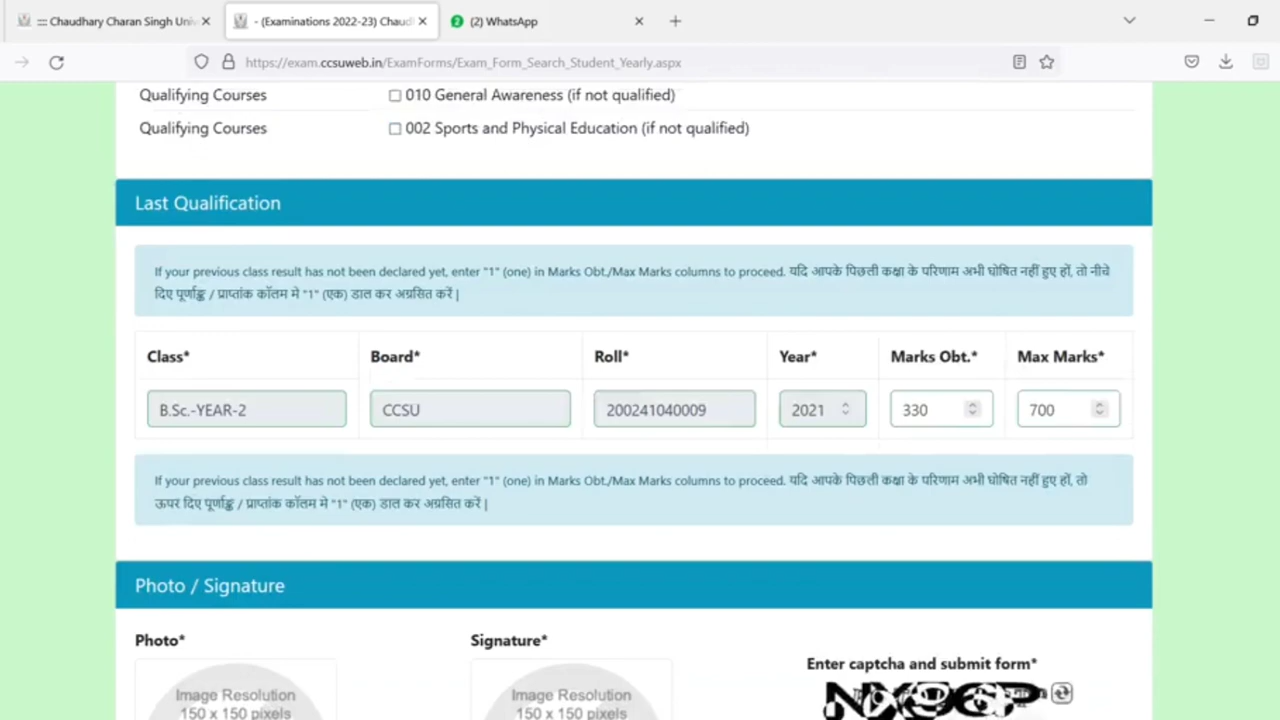 ::: Chaudhary Charan Singh Univ
- (Examinations 2022-23) Chaud
2 (2) WhatsApp
https://exam.ccsuweb.in/ExamForms/Exam_Form_Search_Student_Yearly.aspx
Qualifying Courses 010 General Awareness (if not qualified)
Qualifying Courses 002 Sports and Physical Education (if not qualified)
Last Qualification
If your previous class result has not been declared yet, enter "1" (one) in Marks Obt./Max Marks columns to proceed. यदि आपके पिछली कक्षा के परिणाम अभी घोषित नहीं हुए हों, तो नीचे
दिए पूर्णाङ्क / प्राप्तांक कॉलम मे "1" (एक) डाल कर अग्रसित करें |
Class* Board* Roll* Year* Marks Obt.* Max Marks*
B.Sc.-YEAR-2 CCSU 200241040009 2021 330 700
If your previous class result has not been declared yet, enter "1" (one) in Marks Obt./Max Marks columns to proceed. यदि आपके पिछली कक्षा के परिणाम अभी घोषित नहीं हुए हों, तो
ऊपर दिए पूर्णाङ्क / प्राप्तांक कॉलम मे "1" (एक) डाल कर अग्रसित करें |
Photo / Signature
Photo* Signature*
Enter captcha and submit form*
Image Resolution Image Resolution
150 x 150 pixels 150 x 150 pixels